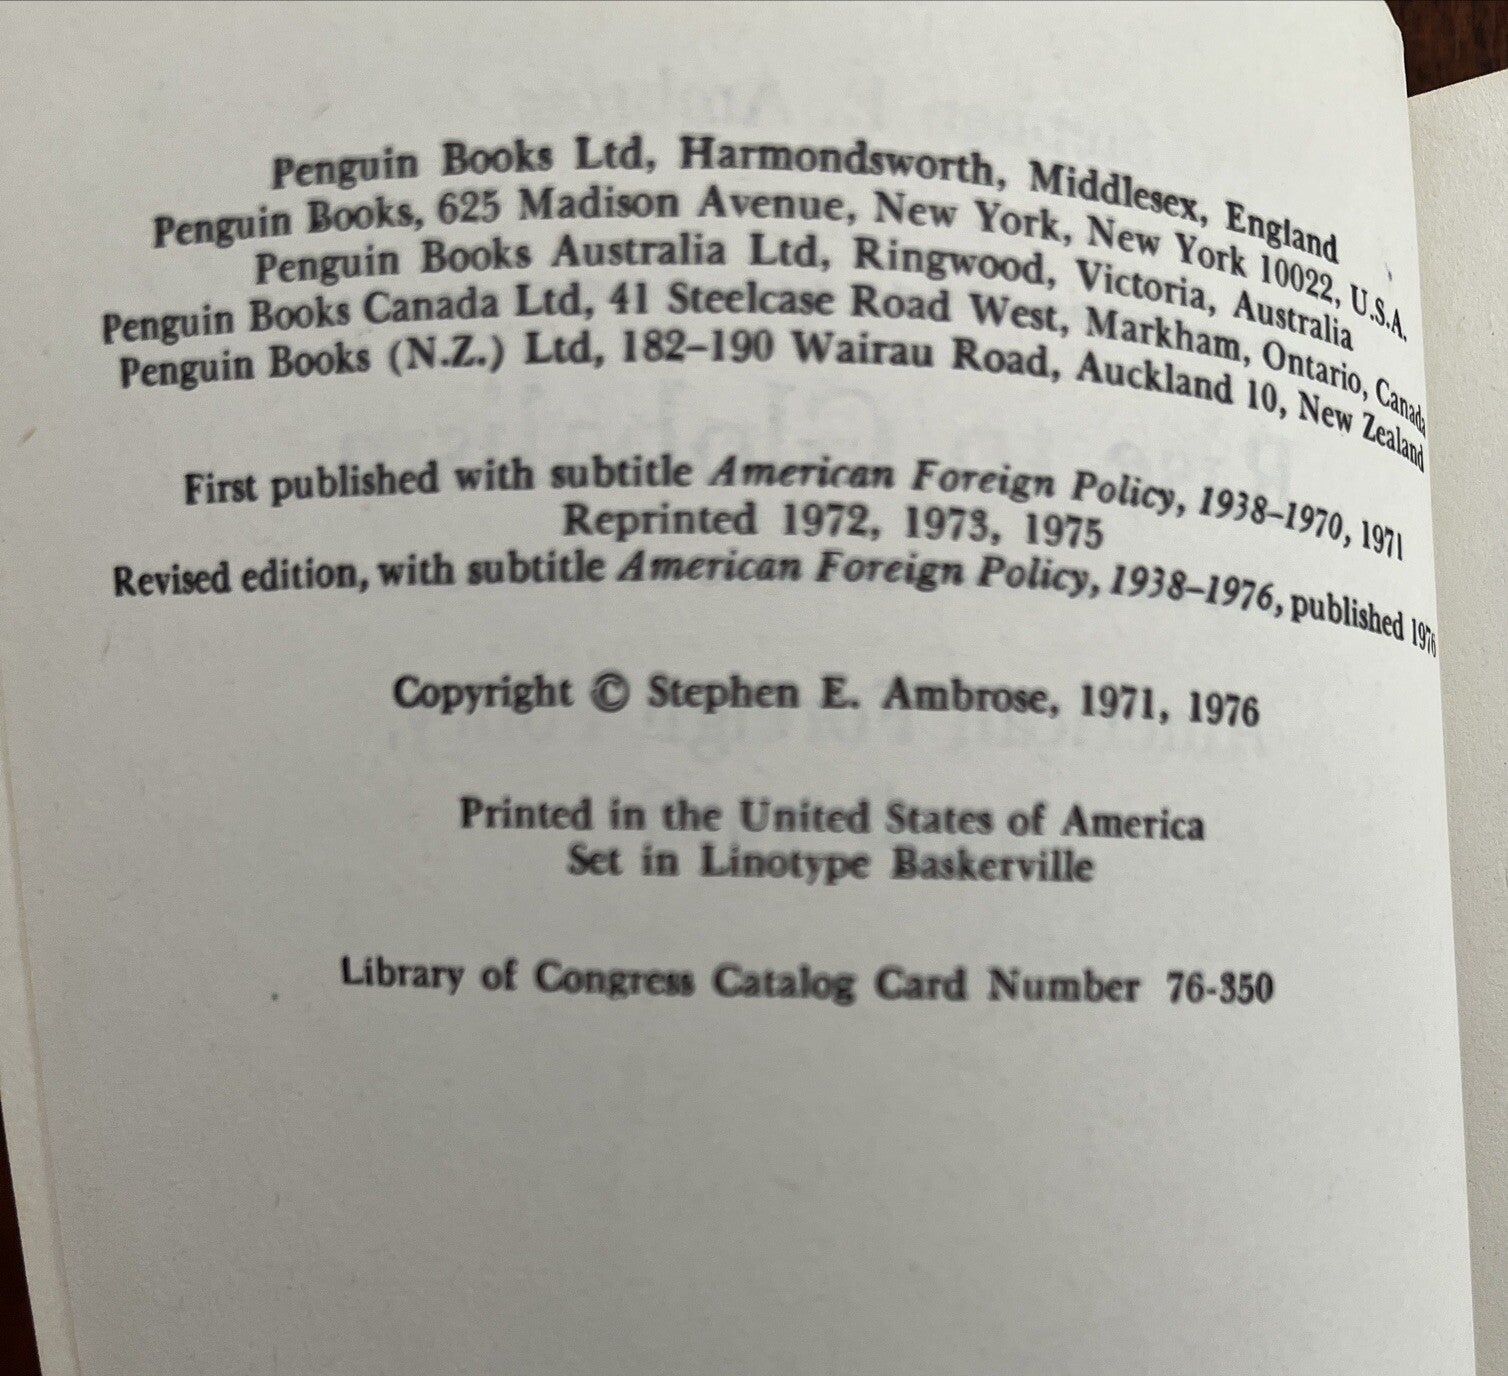 Penguin Books Ltd, Harmondsworth, Middlesex, England
Penguin Books, 625 Madison Avenue, New York, New York 10022, U.S.A.
Penguin Books Australia Ltd, Ringwood, Victoria, Australia
Penguin Books Canada Ltd, 41 Steelcase Road West, Markham, Ontario, Canada
Penguin Books (N.Z.) Ltd, 182–190 Wairau Road, Auckland 10, New Zealand
First published with subtitle American Foreign Policy, 1938–1970, 1971
Reprinted 1972, 1973, 1975
Revised edition, with subtitle American Foreign Policy, 1938–1976, published 1976
Copyright © Stephen E. Ambrose, 1971, 1976
Printed in the United States of America
Set in Linotype Baskerville
Library of Congress Catalog Card Number 76-350